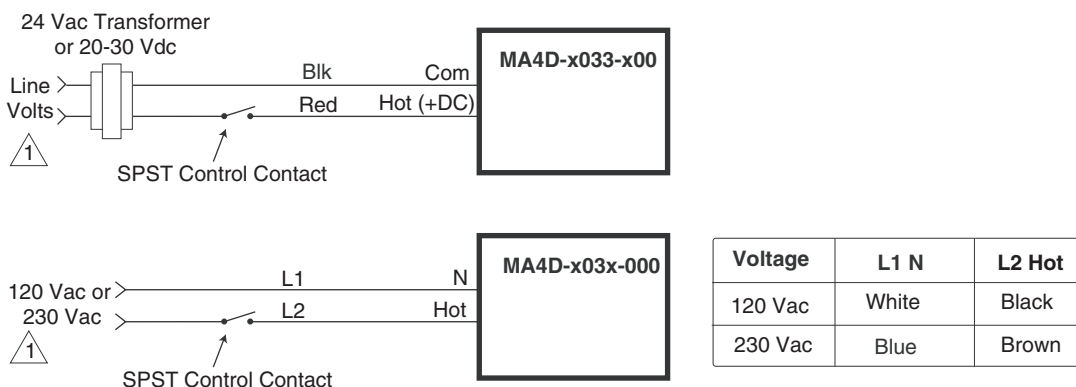 24 Vac Transformer
or 20-30 Vdc
Line
Volts
1
Blk
Red
Com
Hot (+DC)
MA4D-x033-x00
SPST Control Contact
120 Vac or
230 Vac
1
L1
L2
N
Hot
MA4D-x03x-000
SPST Control Contact
Voltage L1 N L2 Hot
120 Vac White Black
230 Vac Blue Brown